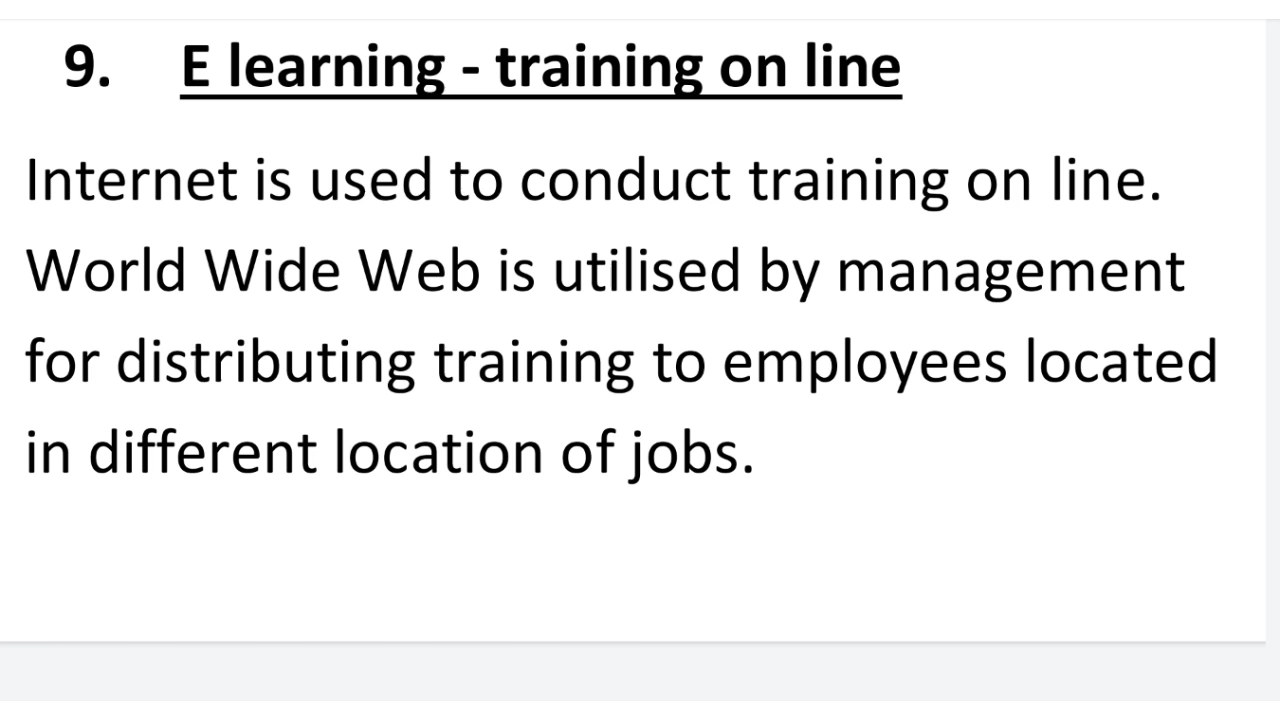 9. E learning - training on line
Internet is used to conduct training on line.
World Wide Web is utilised by management
for distributing training to employees located
in different location of jobs.